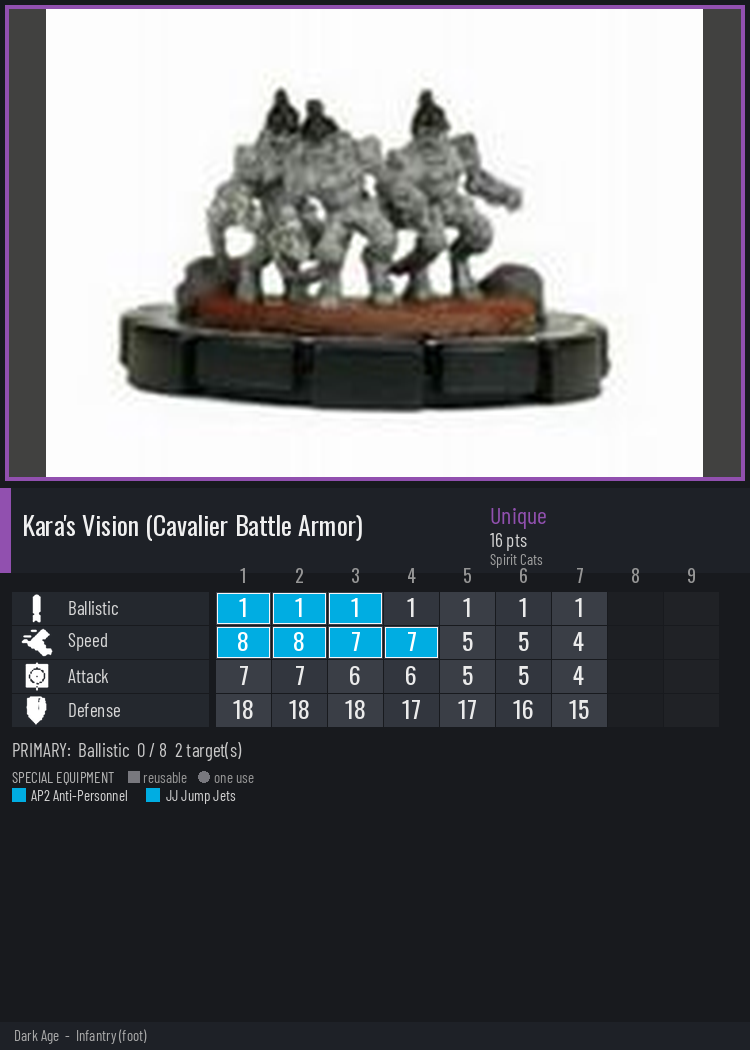 Kara's Vision (Cavalier Battle Armor)
Unique
16 pts
Spirit Cats
1 2 3 4 5 6 7 8 9
Ballistic 1 1 1 1 1 1 1
Speed 8 8 7 7 5 5 4
Attack 7 7 6 6 5 5 4
Defense 18 18 18 17 17 16 15
PRIMARY: Ballistic 0 / 8 2 target(s)
SPECIAL EQUIPMENT reusable one use
AP2 Anti-Personnel JJ Jump Jets
Dark Age - Infantry (foot)